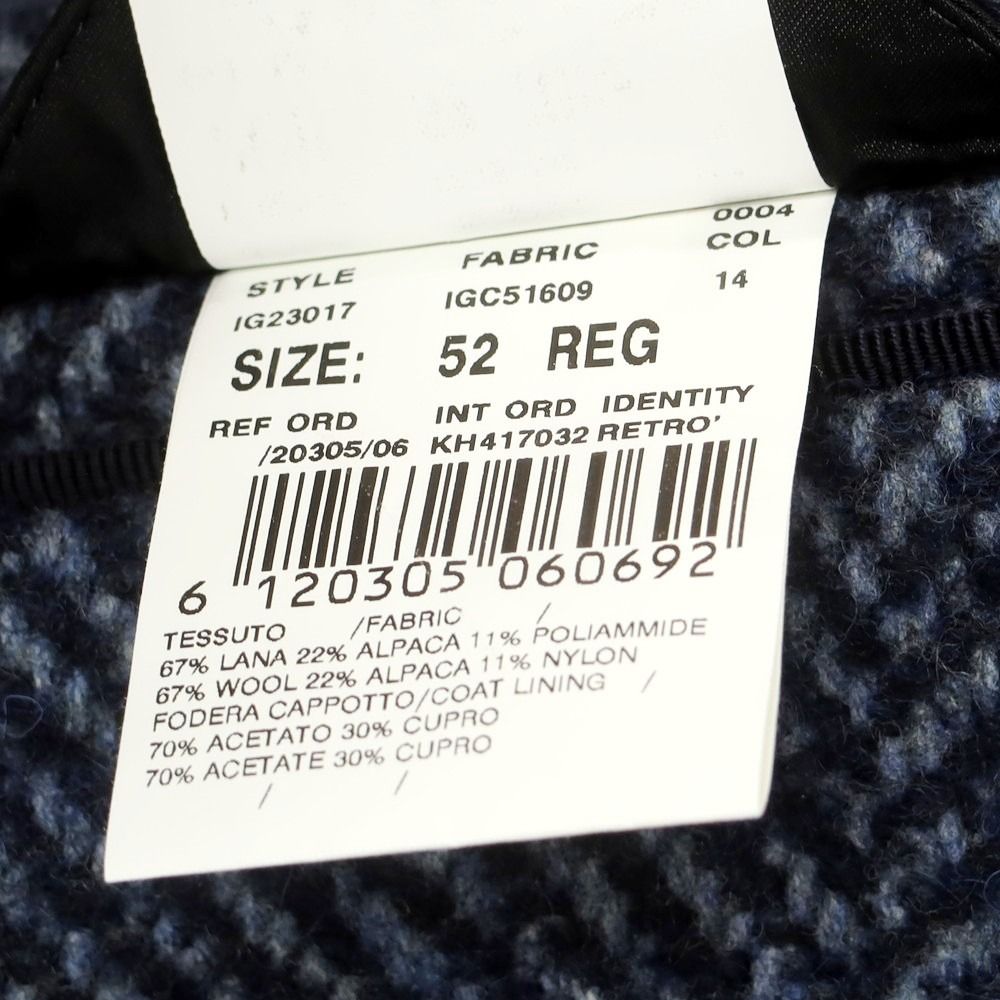 0004
STYLE FABRIC COL
IG23017 IGC51609 14
SIZE: 52 REG
REF ORD INT ORD IDENTITY
/20305/06 KH417032 RETRO'
6 120305 060692
TESSUTO /FABRIC /
67% LANA 22% ALPACA 11% POLIAMMIDE
67% WOOL 22% ALPACA 11% NYLON
FODERA CAPPOTTO/COAT LINING /
70% ACETATO 30% CUPRO
70% ACETATE 30% CUPRO
/ /